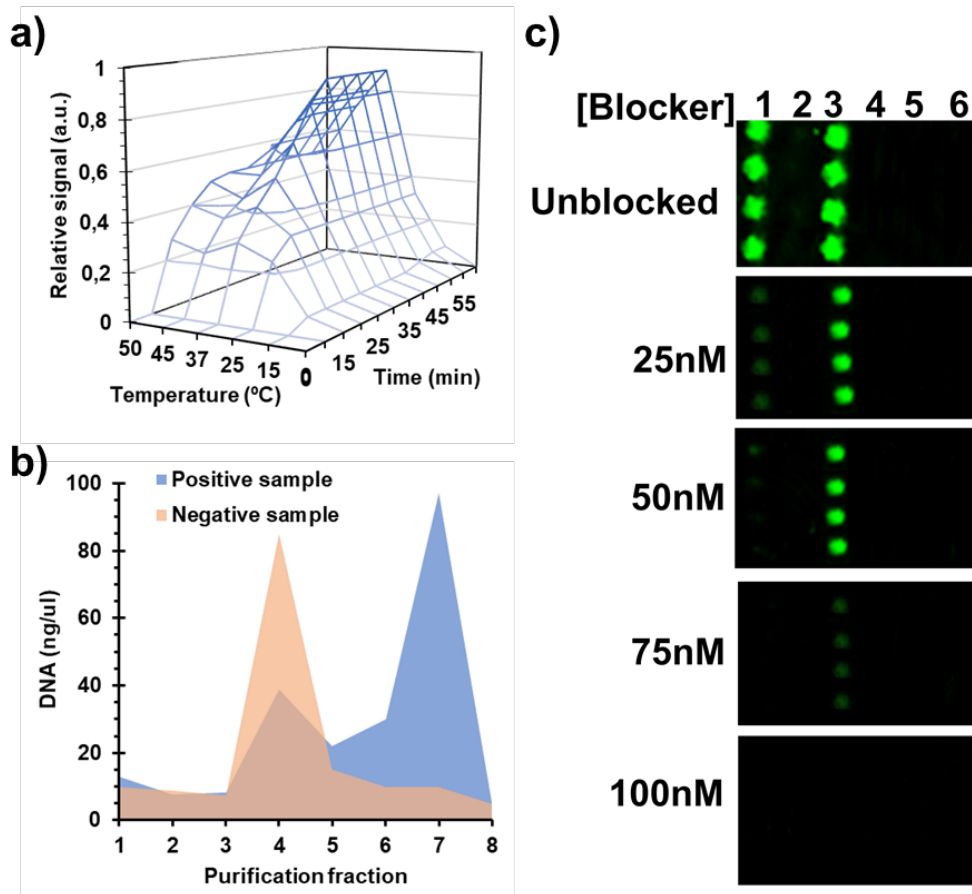 a)
1
0,8
0,6
0,4
0,2
0
Relative signal (a.u.)
50 45 37 25 15 0
Temperature (ºC)
0 15 25 35 45 55
Time (min)
b)
Positive sample
Negative sample
100
80
60
40
20
0
DNA (ng/ul)
1 2 3 4 5 6 7 8
Purification fraction
c)
[Blocker] 1 2 3 4 5 6
Unblocked
25nM
50nM
75nM
100nM